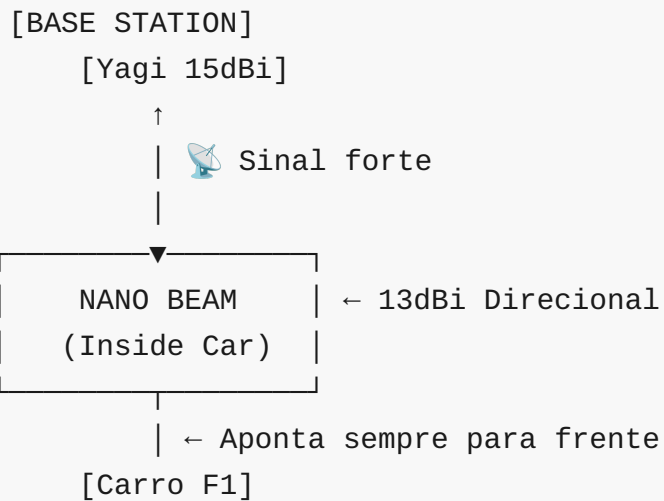 [BASE STATION]
[Yagi 15dBi]
↑
│ 📡 Sinal forte
│
┌─────────▼─────────┐
│ NANO BEAM │ ← 13dBi Direcional
│ (Inside Car) │
└─────────┬─────────┘
│ ← Aponta sempre para frente
[Carro F1]